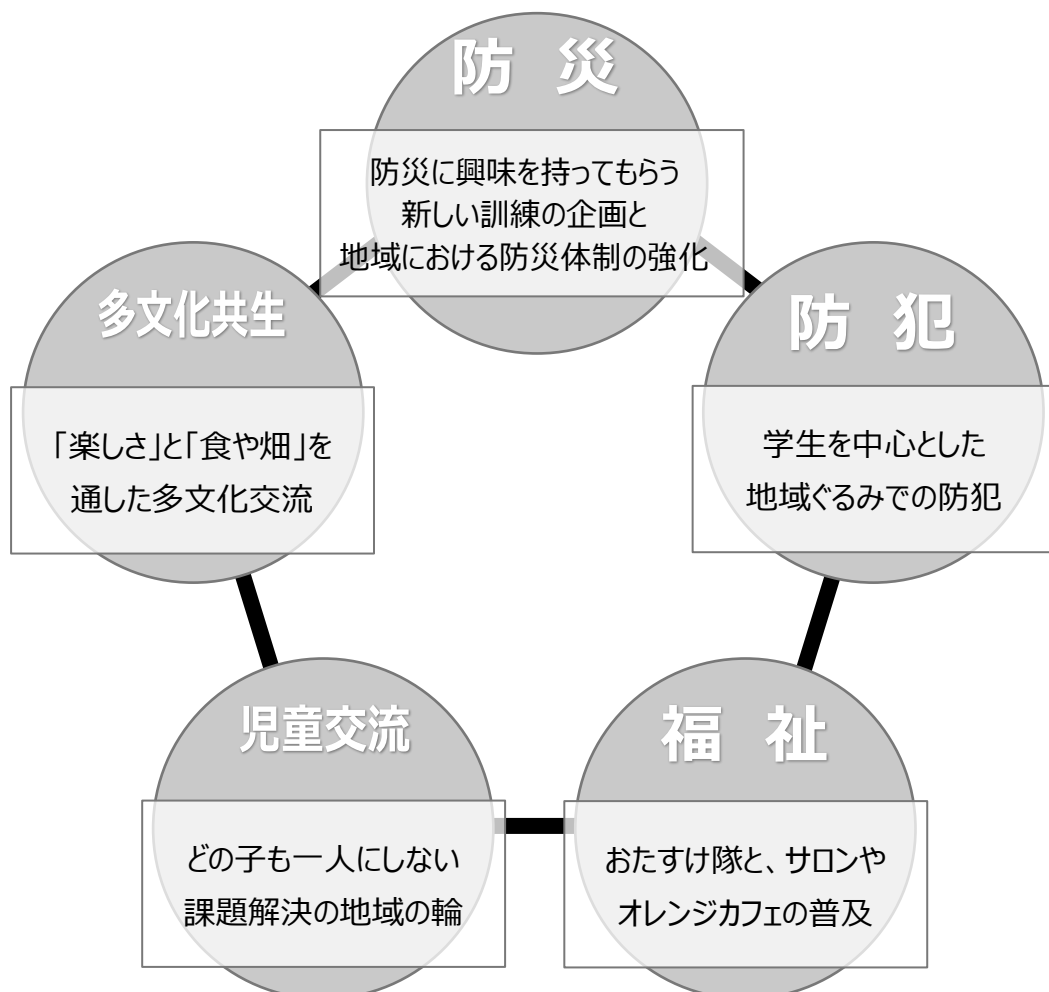 防 災
防災に興味を持ってもらう
新しい訓練の企画と
地域における防災体制の強化
多文化共生
「楽しさ」と「食や畑」を
通した多文化交流
防 犯
学生を中心とした
地域ぐるみでの防犯
児童交流
どの子も一人にしない
課題解決の地域の輪
福 祉
おたすけ隊と、サロンや
オレンジカフェの普及